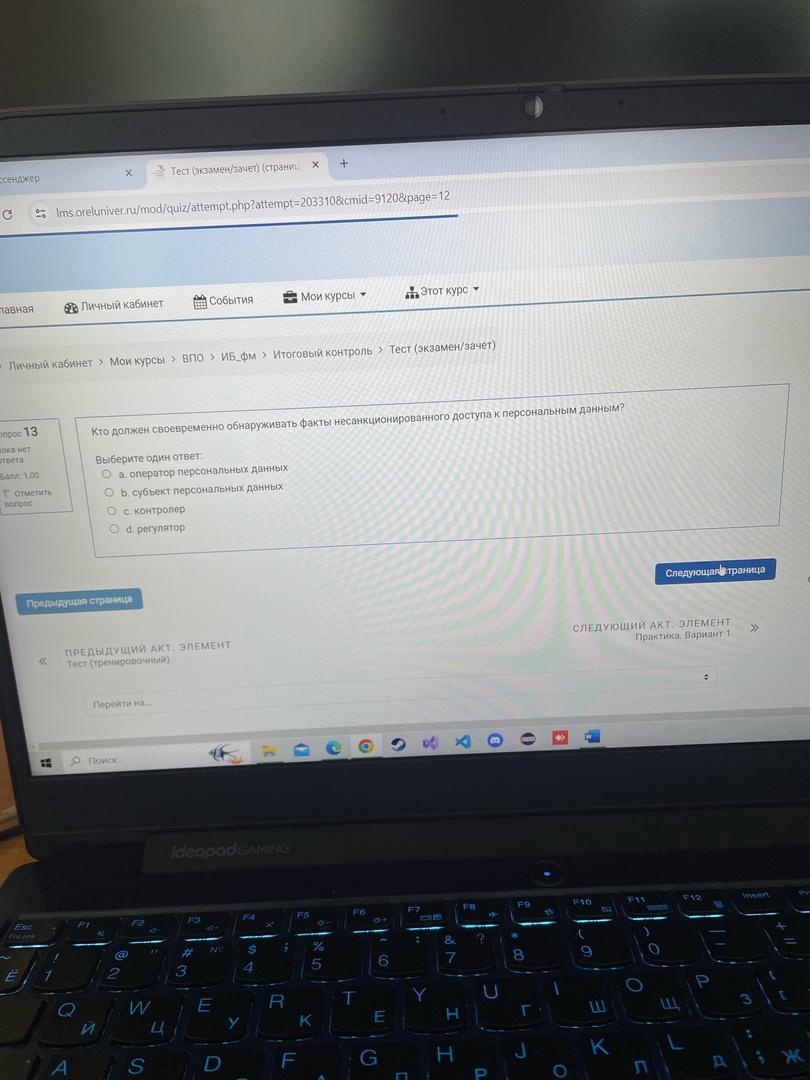 ссенджер
Тест (экзамен/зачет) (страниц
lms.oreluniver.ru/mod/quiz/attempt.php?attempt=203310&cmid=9120&page=12
лавная Личный кабинет События Мои курсы Этот курс
Личный кабинет > Мои курсы > ВПО > ИБ_фм > Итоговый контроль > Тест (экзамен/зачет)
опрос 13
ока нет
твета
Балл: 1,00
Отметить
вопрос
Кто должен своевременно обнаруживать факты несанкционированного доступа к персональным данным?
Выберите один ответ:
a. оператор персональных данных
b. субъект персональных данных
c. контролер
d. регулятор
Следующая страница
Предыдущая страница
ПРЕДЫДУЩИЙ АКТ. ЭЛЕМЕНТ
Тест (тренировочный)
СЛЕДУЮЩИЙ АКТ. ЭЛЕМЕНТ
Практика. Вариант 1
Перейти на...
Поиск
ideapad GAMING
Esc F1 F2 F3 F4 F5 F6 F7 F8 F9 F10 F11 F12 Insert
FnLock
~ Ё ! 1 @ " 2 # № 3 $ ; 4 % 5 ^ : 6 & ? 7 * 8 ( 9 ) 0 — - + =
Q Й W Ц E У R К T Е Y Н U Г I Ш O Щ P З
A S D F G П H Р J О K Л L Д ; Ж